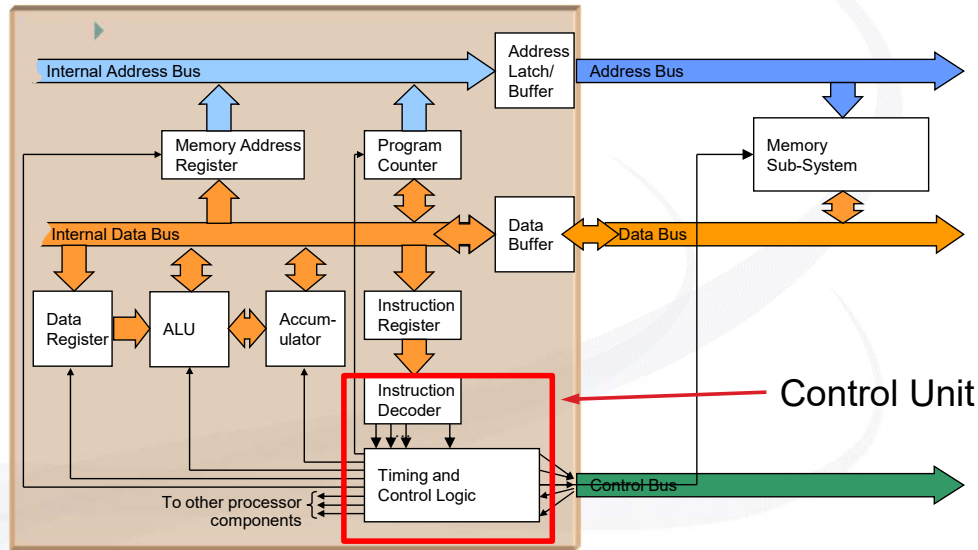 Internal Address Bus
Address
Latch/
Buffer
Address Bus
Memory Address
Register
Program
Counter
Memory
Sub-System
Internal Data Bus
Data
Buffer
Data Bus
Data
Register
ALU
Accum-
ulator
Instruction
Register
Instruction
Decoder
...
Control Unit
Timing and
Control Logic
Control Bus
To other processor
components